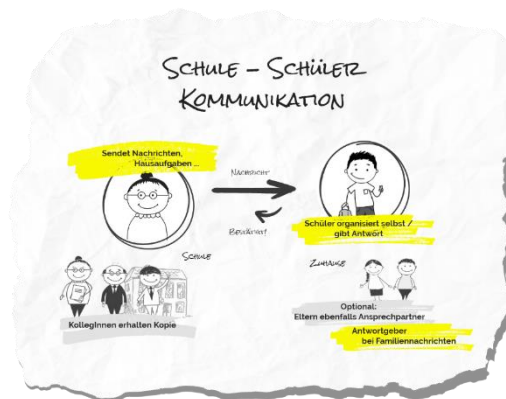 Schule – Schüler
Kommunikation
Sendet Nachrichten,
Hausaufgaben ...
Nachricht
Schüler organisiert selbst /
gibt Antwort
Schule
Zuhause
KollegInnen erhalten Kopie
Optional:
Eltern ebenfalls Ansprechpartner
Antwortgeber
bei Familiennachrichten